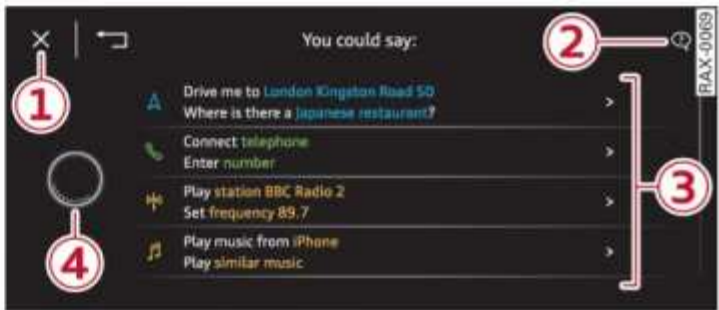 You could say:
RAX-0069
1
2
Drive me to London Kingston Road 50
Where is there a Japanese restaurant?
Connect telephone
Enter number
3
Play station BBC Radio 2
Set frequency 89.7
4
Play music from iPhone
Play similar music